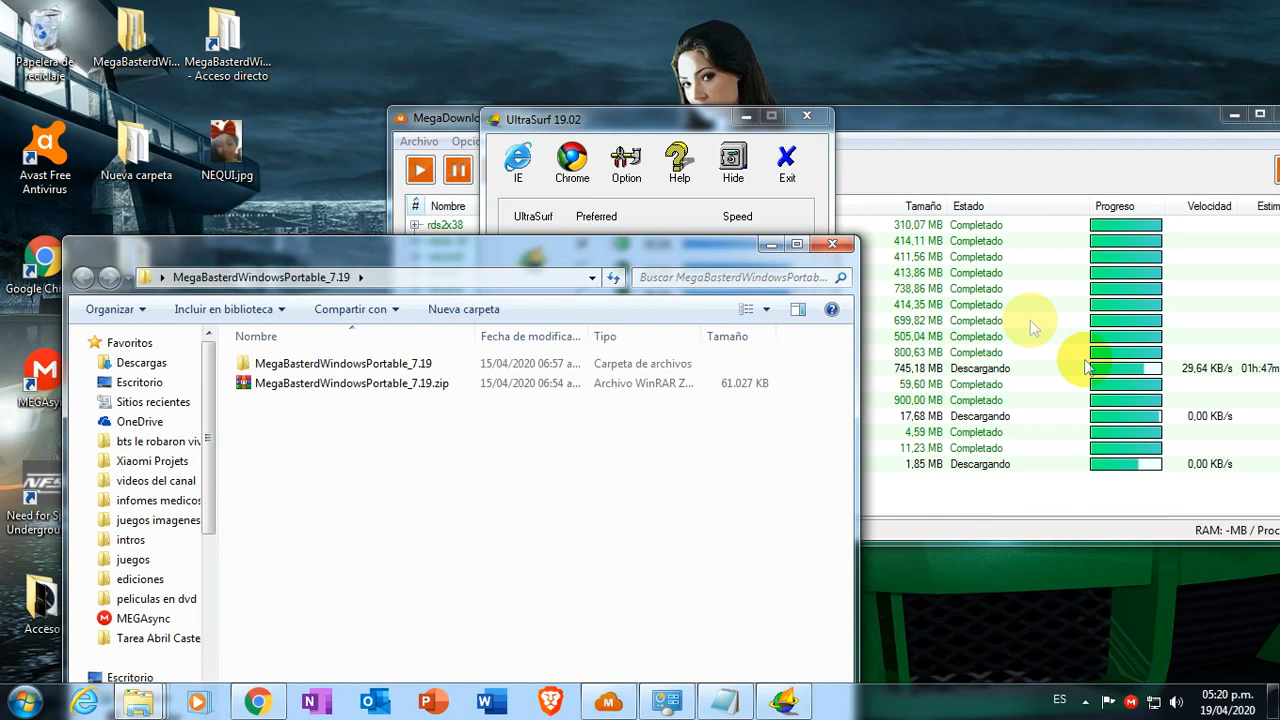 Papelera de
reciclaje
MegaBasterdWi...
MegaBasterdWi...
- Acceso directo
Avast Free
Antivirus
Nueva carpeta
NEQUI.jpg
Google Ch
MEGAsync
Need for S
Undergroun
Acceso
MegaDownlo
Archivo
Opcio
# Nombre
rds2x38
UltraSurf 19.02
IE
Chrome
Option
Help
Hide
Exit
UltraSurf
Preferred
Speed
Tamaño
Estado
Progreso
Velocidad
Estim
310,07 MB Completado
414,11 MB Completado
411,56 MB Completado
413,86 MB Completado
738,86 MB Completado
414,35 MB Completado
699,82 MB Completado
505,04 MB Completado
800,63 MB Completado
745,18 MB Descargando 29,64 KB/s 01h:47m
59,60 MB Completado
900,00 MB Completado
17,68 MB Descargando 0,00 KB/s
4,59 MB Completado
11,23 MB Completado
1,85 MB Descargando 0,00 KB/s
RAM: -MB / Proc
MegaBasterdWindowsPortable_7.19
Buscar MegaBasterdWindowsPortab...
Organizar
Incluir en biblioteca
Compartir con
Nueva carpeta
Nombre
Fecha de modifica...
Tipo
Tamaño
MegaBasterdWindowsPortable_7.19 15/04/2020 06:57 a... Carpeta de archivos
MegaBasterdWindowsPortable_7.19.zip 15/04/2020 06:54 a... Archivo WinRAR Z... 61.027 KB
Favoritos
Descargas
Escritorio
Sitios recientes
OneDrive
bts le robaron viv
Xiaomi Projets
videos del canal
infomes medicos
juegos imagenes
intros
juegos
ediciones
peliculas en dvd
MEGAsync
Tarea Abril Caste
Escritorio
ES
05:20 p.m.
19/04/2020